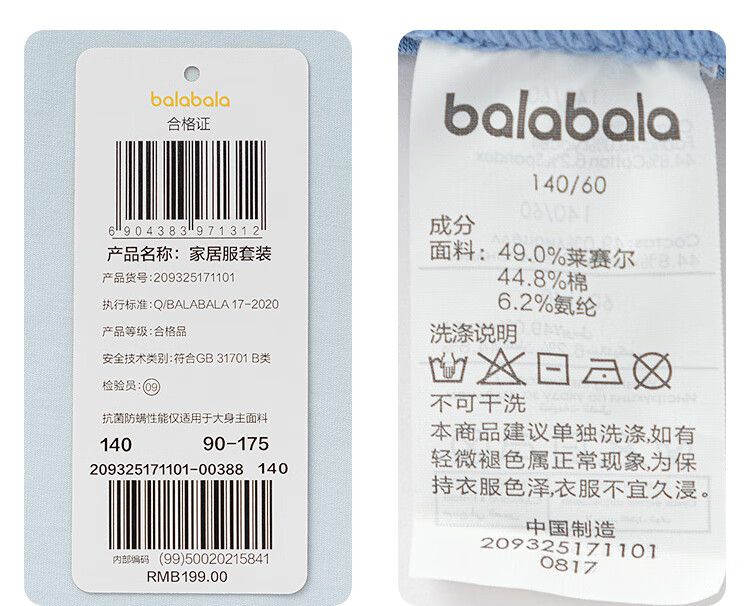 balabala
合格证
6 904383 971312
产品名称：家居服套装
产品货号：209325171101
执行标准：Q/BALABALA 17-2020
产品等级：合格品
安全技术类别：符合GB 31701 B类
检验员：09
抗菌防螨性能仅适用于大身主面料
140 90-175
209325171101-00388 140
内部编码 (99)50020215841
RMB199.00
balabala
140/60
成分
面料：49.0%莱赛尔
44.8%棉
6.2%氨纶
洗涤说明
不可干洗
本商品建议单独洗涤,如有
轻微褪色属正常现象,为保
持衣服色泽,衣服不宜久浸。
中国制造
209325171101
0817